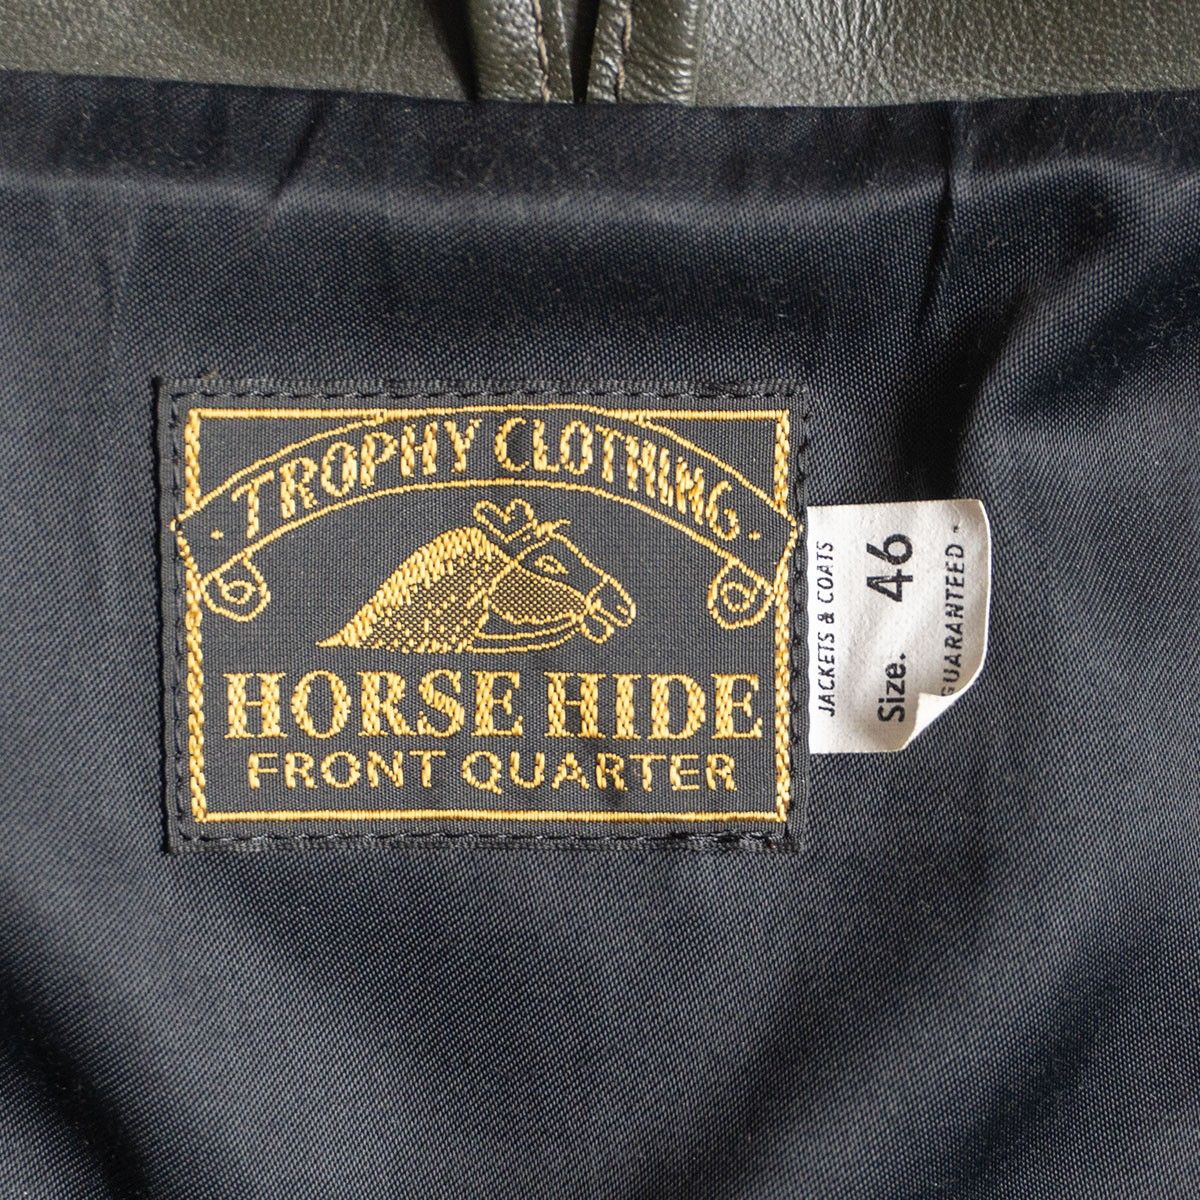 · TROPHY CLOTHING ·
HORSE HIDE
FRONT QUARTER
JACKETS & COATS
Size. 46
GUARANTEED -